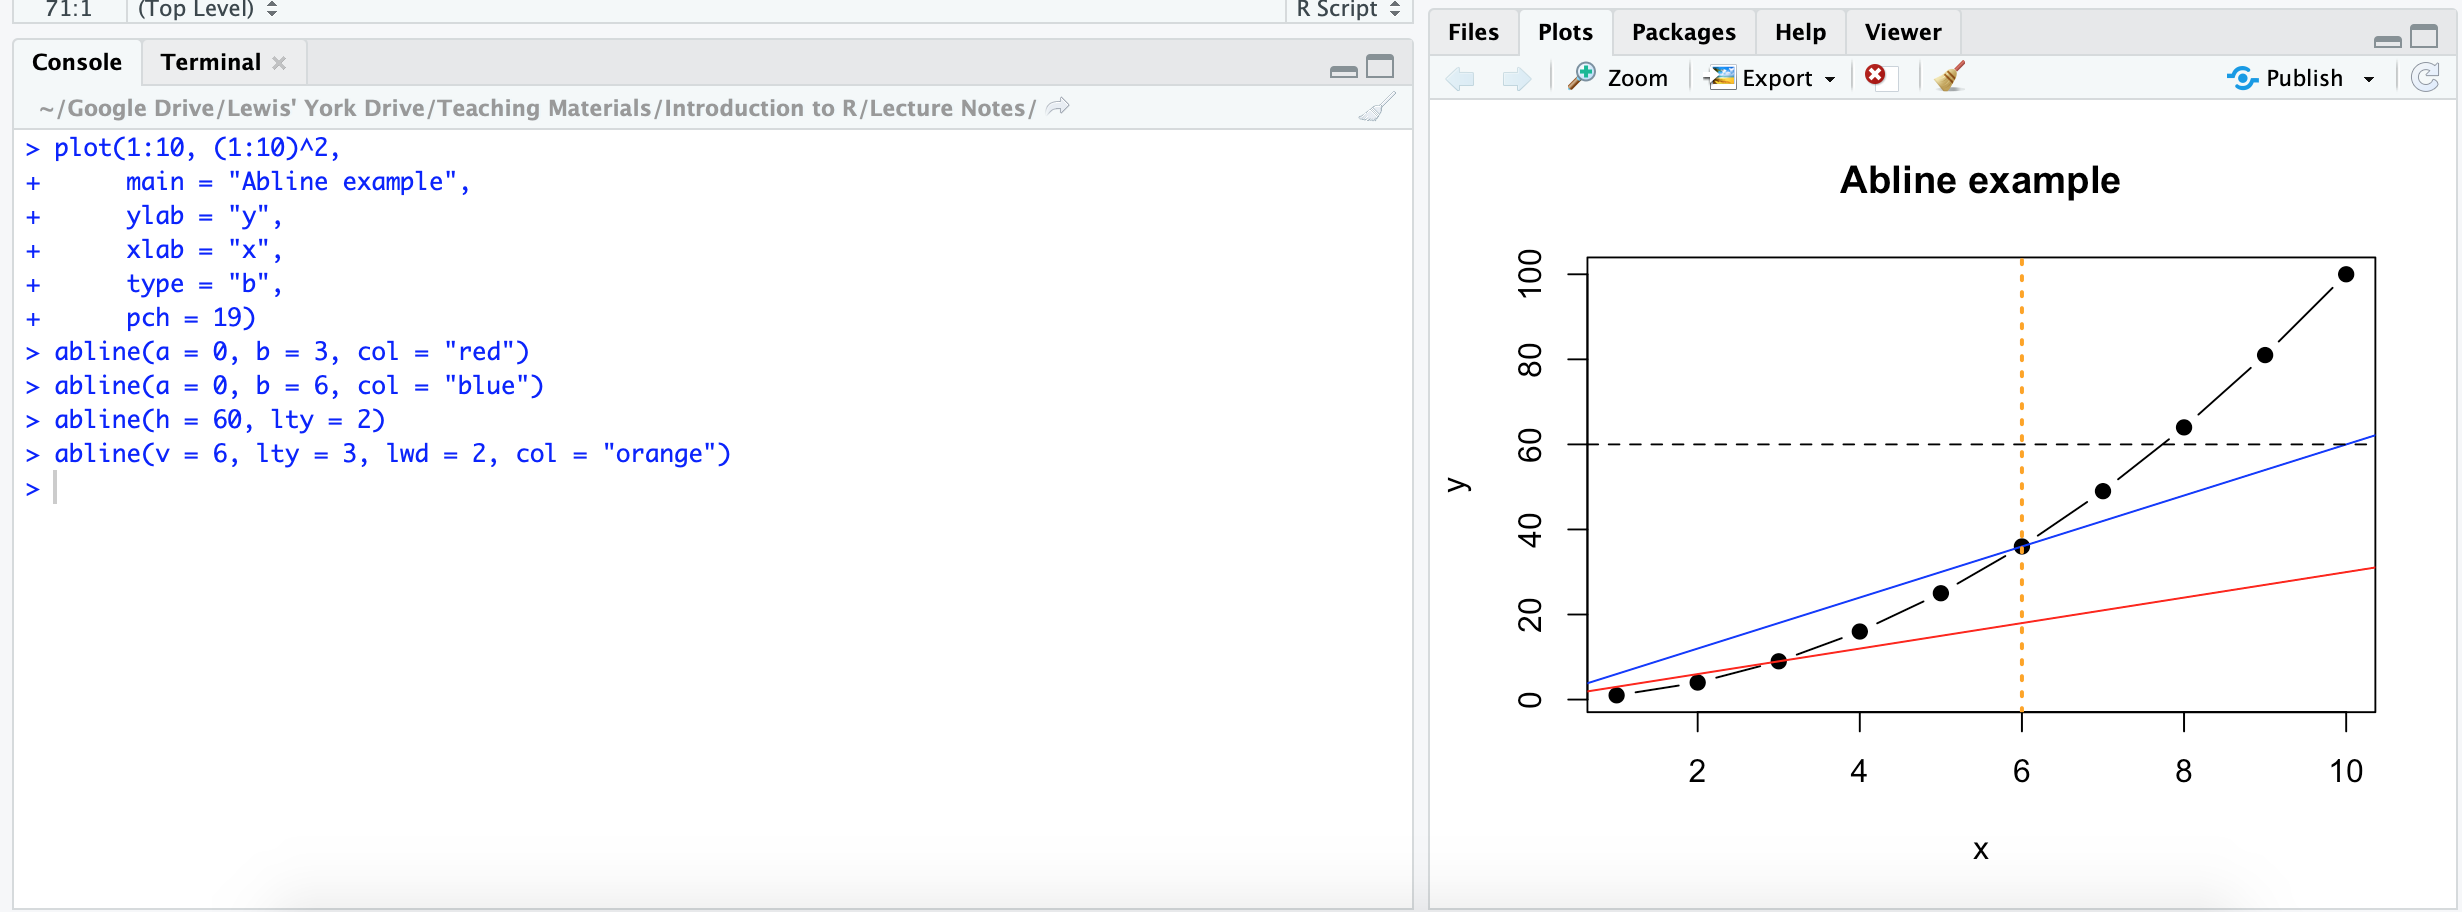 71:1 (Top Level) R Script
Console Terminal
~/Google Drive/Lewis' York Drive/Teaching Materials/Introduction to R/Lecture Notes/
> plot(1:10, (1:10)^2,
+ main = "Abline example",
+ ylab = "y",
+ xlab = "x",
+ type = "b",
+ pch = 19)
> abline(a = 0, b = 3, col = "red")
> abline(a = 0, b = 6, col = "blue")
> abline(h = 60, lty = 2)
> abline(v = 6, lty = 3, lwd = 2, col = "orange")
>
Files Plots Packages Help Viewer
Zoom Export Publish
Abline example
100
80
60
40
20
0
y
2 4 6 8 10
x